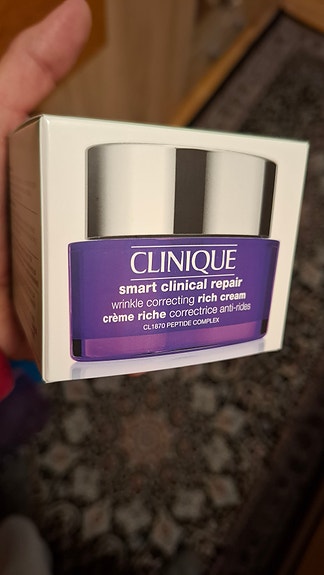 CLINIQUE
smart clinical repair
wrinkle correcting rich cream
crème riche correctrice anti-rides
CL1870 PEPTIDE COMPLEX